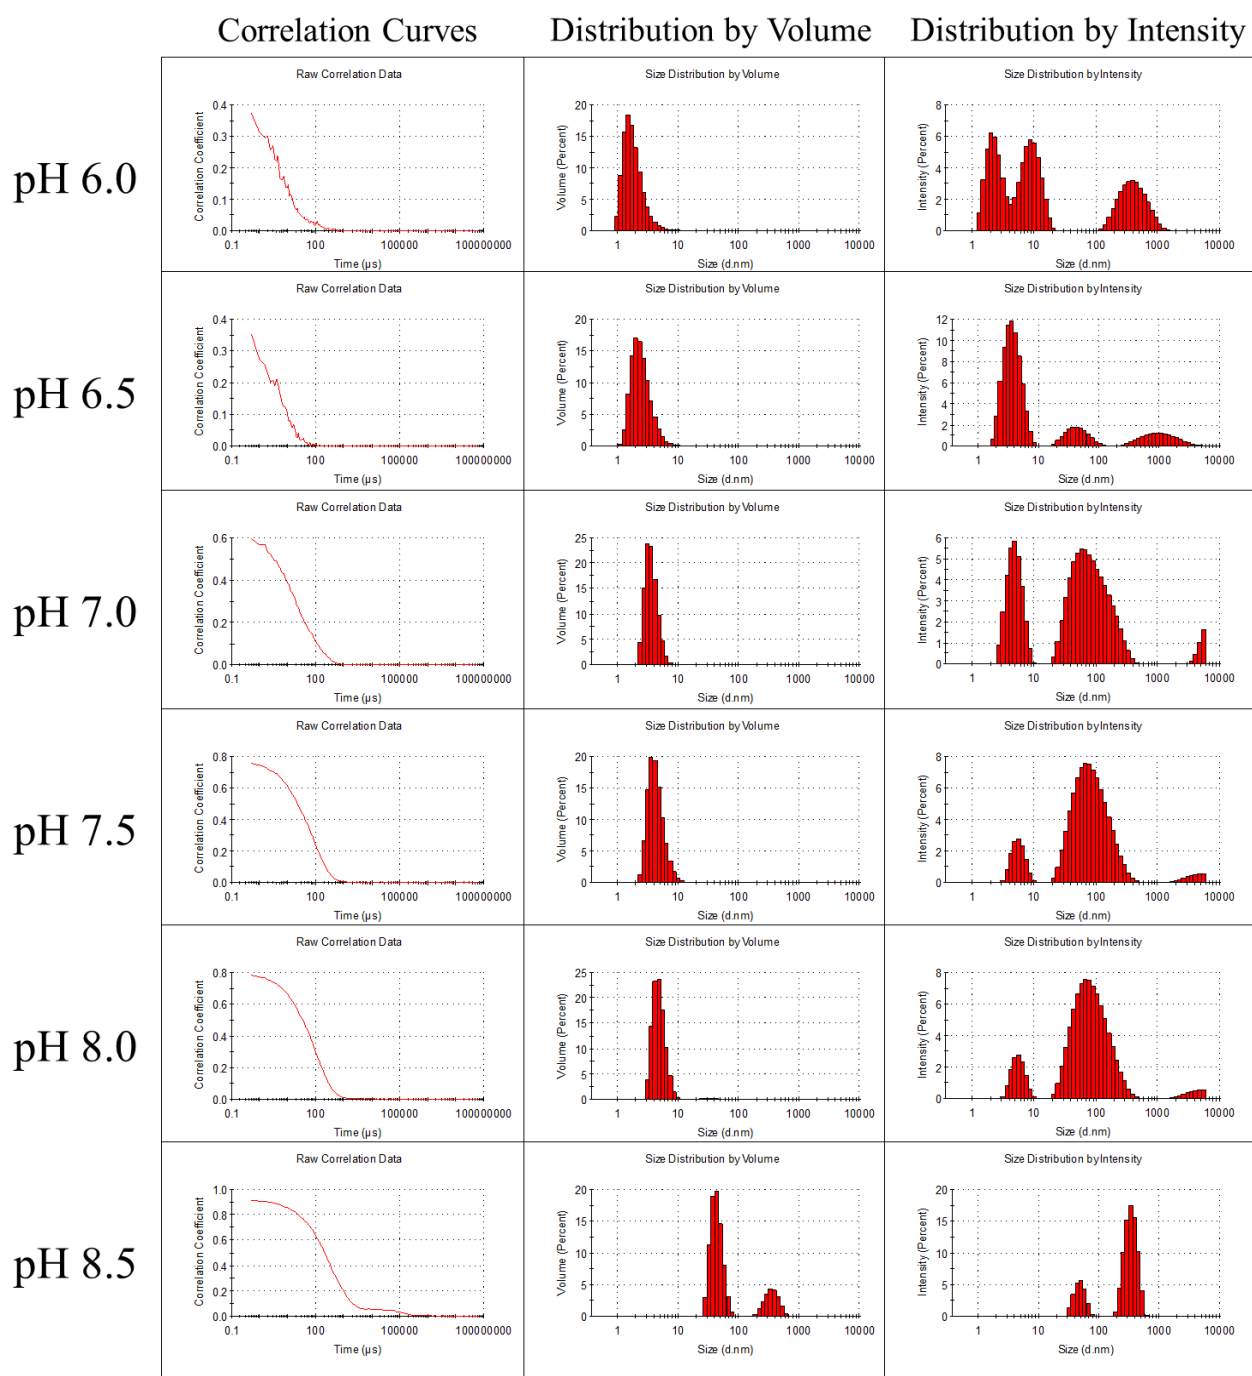 Correlation Curves Distribution by Volume Distribution by Intensity
pH 6.0
Raw Correlation Data
Correlation Coefficient
0.4
0.3
0.2
0.1
0.0
0.1 100 100000 100000000
Time (µs)
Size Distribution by Volume
Volume (Percent)
20
15
10
5
0
1 10 100 1000 10000
Size (d.nm)
Size Distribution by Intensity
Intensity (Percent)
8
6
4
2
0
1 10 100 1000 10000
Size (d.nm)
pH 6.5
Raw Correlation Data
Correlation Coefficient
0.4
0.3
0.2
0.1
0.0
0.1 100 100000 100000000
Time (µs)
Size Distribution by Volume
Volume (Percent)
20
15
10
5
0
1 10 100 1000 10000
Size (d.nm)
Size Distribution by Intensity
Intensity (Percent)
12
10
8
6
4
2
0
1 10 100 1000 10000
Size (d.nm)
pH 7.0
Raw Correlation Data
Correlation Coefficient
0.6
0.4
0.2
0.0
0.1 100 100000 100000000
Time (µs)
Size Distribution by Volume
Volume (Percent)
25
20
15
10
5
0
1 10 100 1000 10000
Size (d.nm)
Size Distribution by Intensity
Intensity (Percent)
6
5
4
3
2
1
0
1 10 100 1000 10000
Size (d.nm)
pH 7.5
Raw Correlation Data
Correlation Coefficient
0.8
0.6
0.4
0.2
0.0
0.1 100 100000 100000000
Time (µs)
Size Distribution by Volume
Volume (Percent)
20
15
10
5
0
1 10 100 1000 10000
Size (d.nm)
Size Distribution by Intensity
Intensity (Percent)
8
6
4
2
0
1 10 100 1000 10000
Size (d.nm)
pH 8.0
Raw Correlation Data
Correlation Coefficient
0.8
0.6
0.4
0.2
0.0
0.1 100 100000 100000000
Time (µs)
Size Distribution by Volume
Volume (Percent)
25
20
15
10
5
0
1 10 100 1000 10000
Size (d.nm)
Size Distribution by Intensity
Intensity (Percent)
8
6
4
2
0
1 10 100 1000 10000
Size (d.nm)
pH 8.5
Raw Correlation Data
Correlation Coefficient
1.0
0.8
0.6
0.4
0.2
0.0
0.1 100 100000 100000000
Time (µs)
Size Distribution by Volume
Volume (Percent)
20
15
10
5
0
1 10 100 1000 10000
Size (d.nm)
Size Distribution by Intensity
Intensity (Percent)
20
15
10
5
0
1 10 100 1000 10000
Size (d.nm)